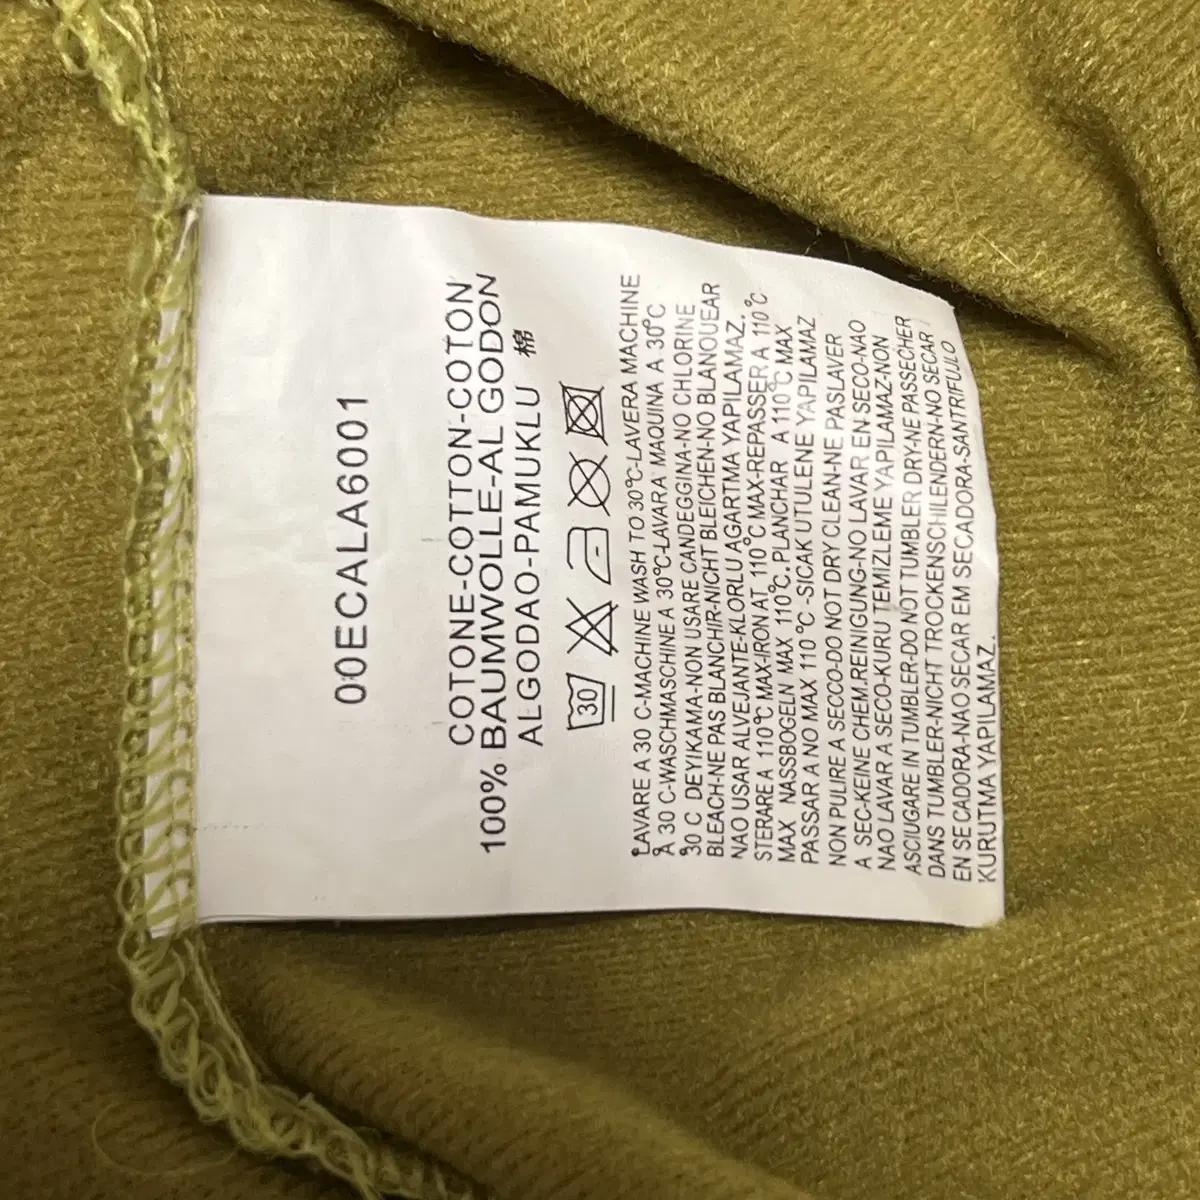 00ECALA6001
COTONE-COTTON-COTON
100% BAUMWOLLE-AL GODON
ALGODAO-PAMUKLU 棉
30
LAVARE A 30 C-MACHINE WASH TO 30℃-LAVERA MACHINE
A 30 C-WASCHMASCHINE A 30℃-LAVARA MAQUINA A 30℃
30 C DEYIKAMA-NON USARE CANDEGGINA-NO CHLORINE
BLEACH-NE PAS BLANCHIR-NICHT BLEICHEN-NO BLANOUEAR
NAO USAR ALVEJANTE-KLORLU AGARTMA YAPILAMAZ.
STERARE A 110℃ MAX-IRON AT 110℃ MAX-REPASSER A 110℃
MAX NASSBOGELN MAX 110℃. PLANCHAR A 110℃ MAX
PASSAR A NO MAX 110 ℃ -SICAK UTULENE YAPILAMAZ
NON PULIRE A SECCO-DO NOT DRY CLEAN-NE PASLAVER
A SEC-KEINE CHEM.REINIGUNG-NO LAVAR EN SECO-NAO
NAO LAVAR A SECO-KURU TEMIZLEME YAPILAMAZ-NON
ASCIUGARE IN TUMBLER-DO NOT TUMBLER DRY-NE PASSECHER
DANS TUMBLER-NICHT TROCKENSCHILENDERN-NO SECAR
EN SECADORA-NAO SECAR EM SECADORA-SANTRIFUJLO
KURUTMA YAPILAMAZ.